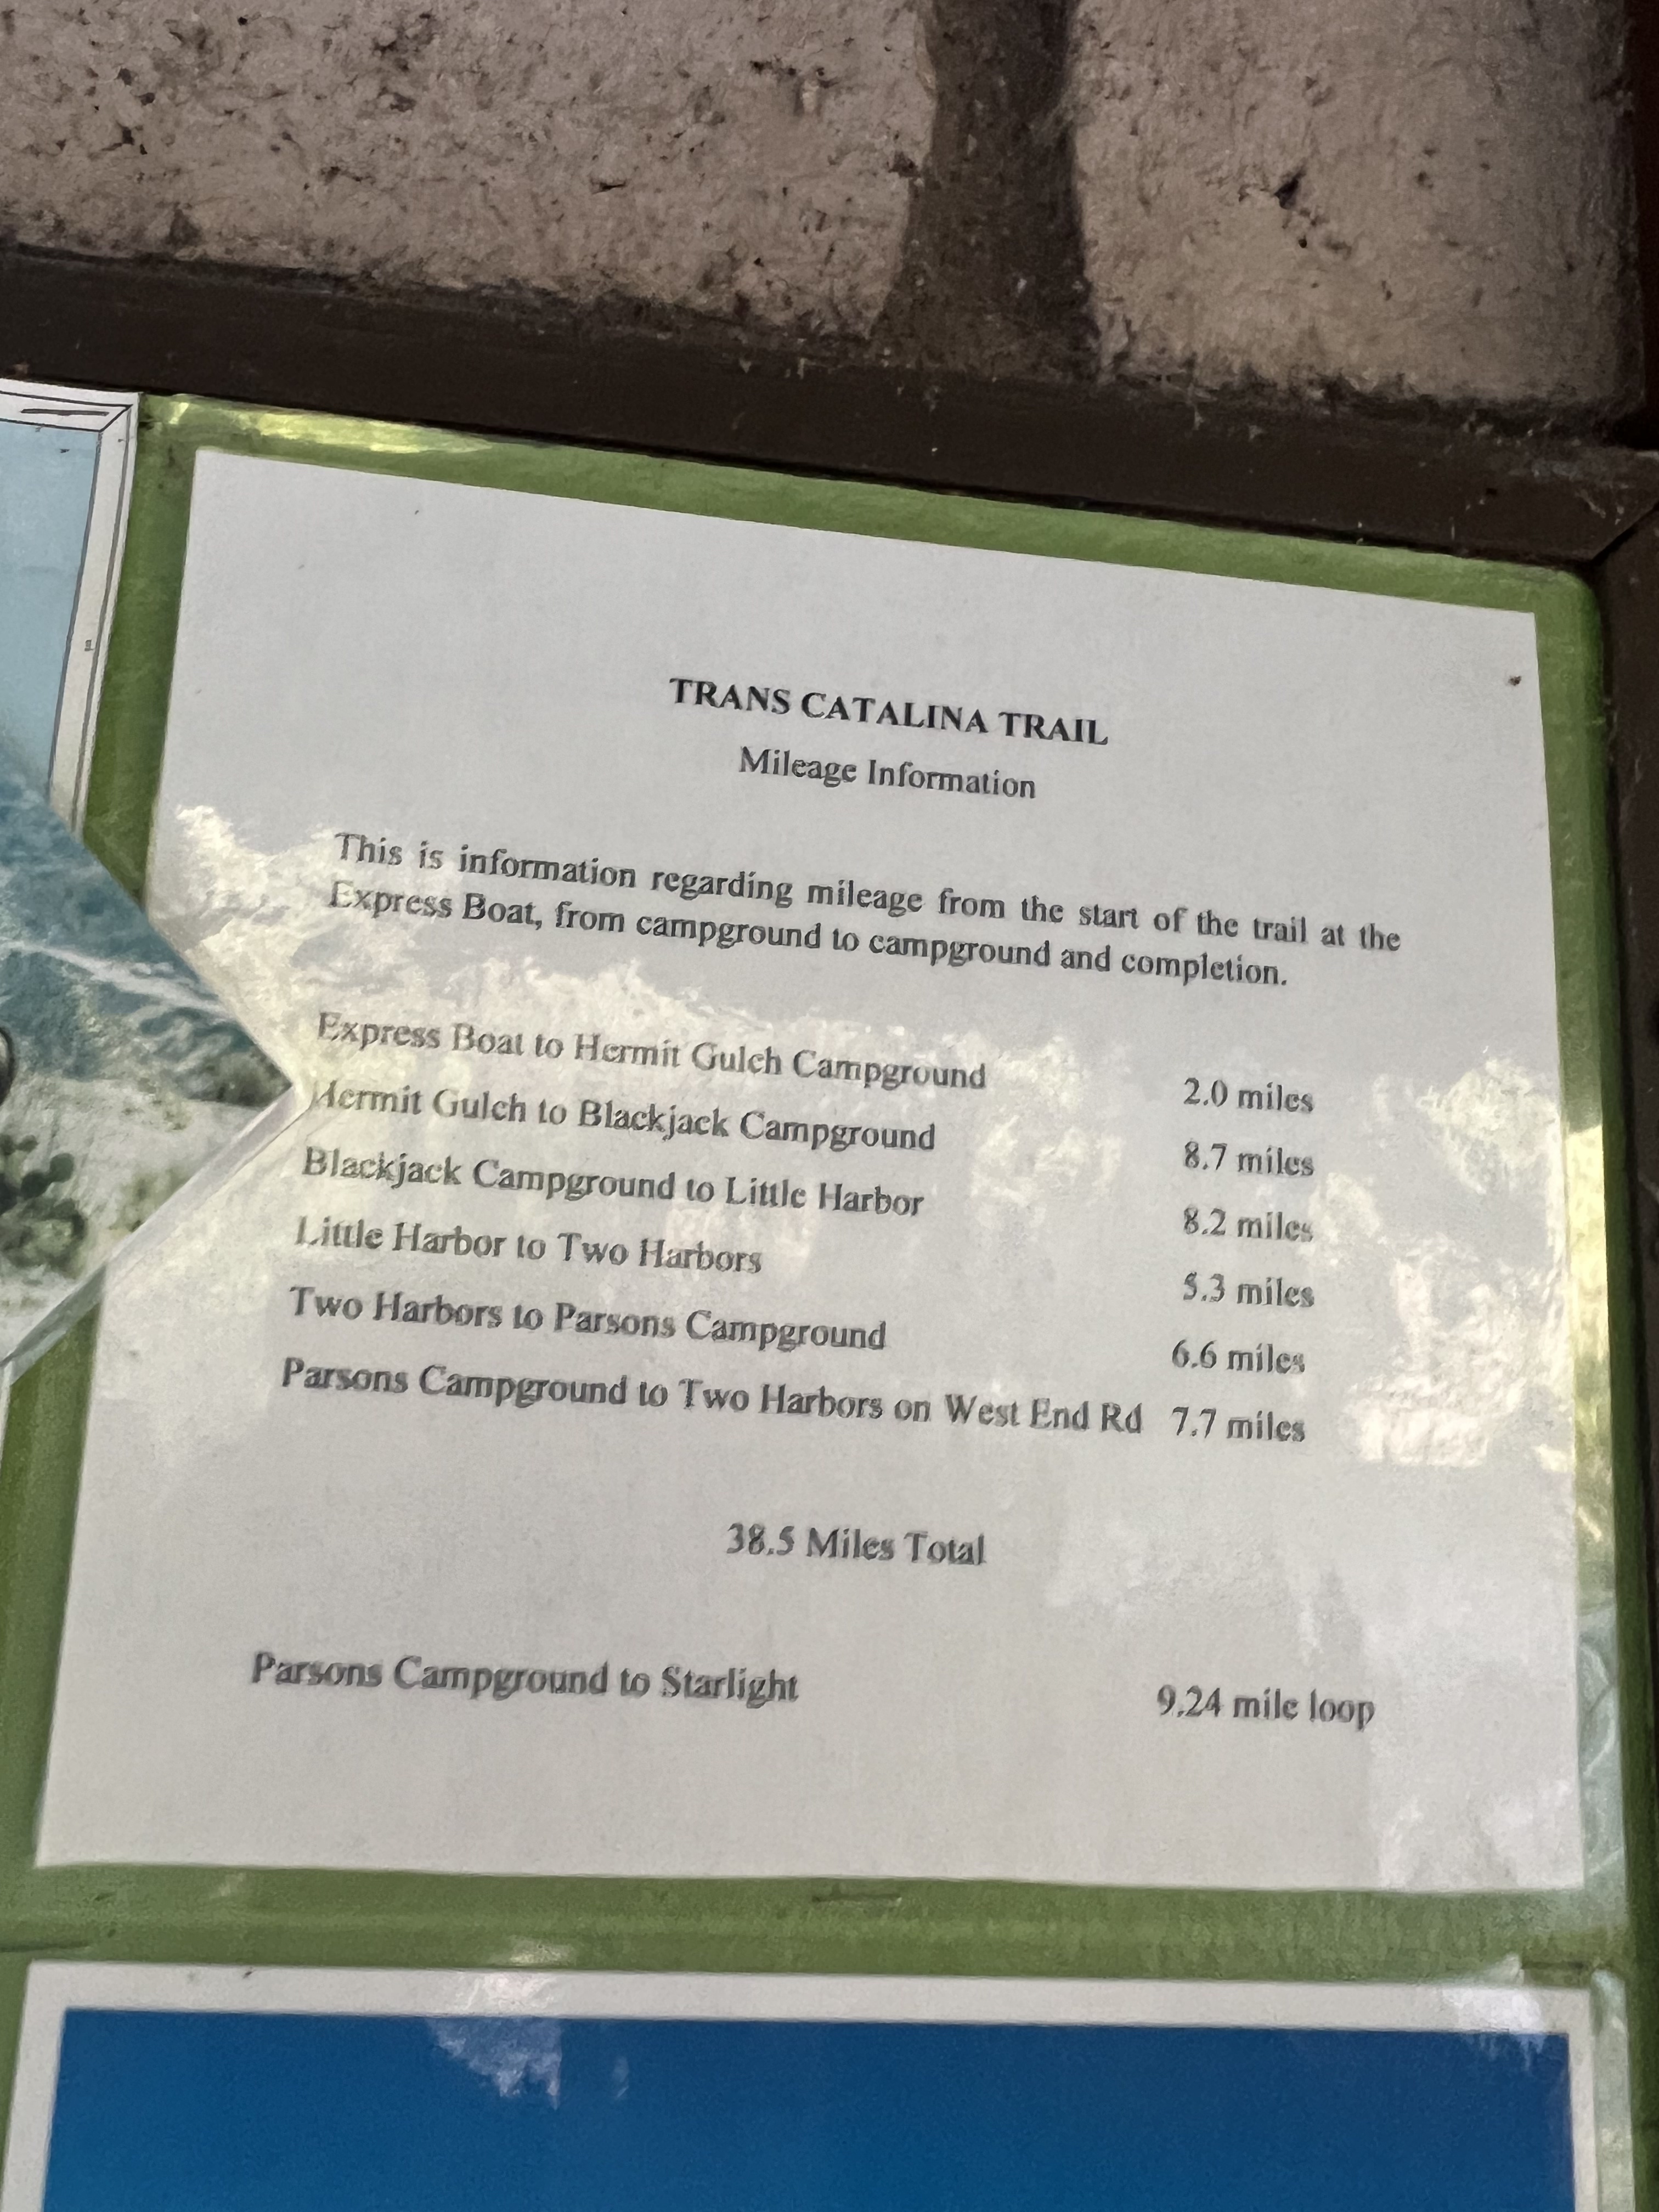 TRANS CATALINA TRAIL
Mileage Information
This is information regarding mileage from the start of the trail at the
Express Boat, from campground to campground and completion.
Express Boat to Hermit Gulch Campground 2.0 miles
Hermit Gulch to Blackjack Campground 8.7 miles
Blackjack Campground to Little Harbor 8.2 miles
Little Harbor to Two Harbors 5.3 miles
Two Harbors to Parsons Campground 6.6 miles
Parsons Campground to Two Harbors on West End Rd 7.7 miles
38.5 Miles Total
Parsons Campground to Starlight 9.24 mile loop